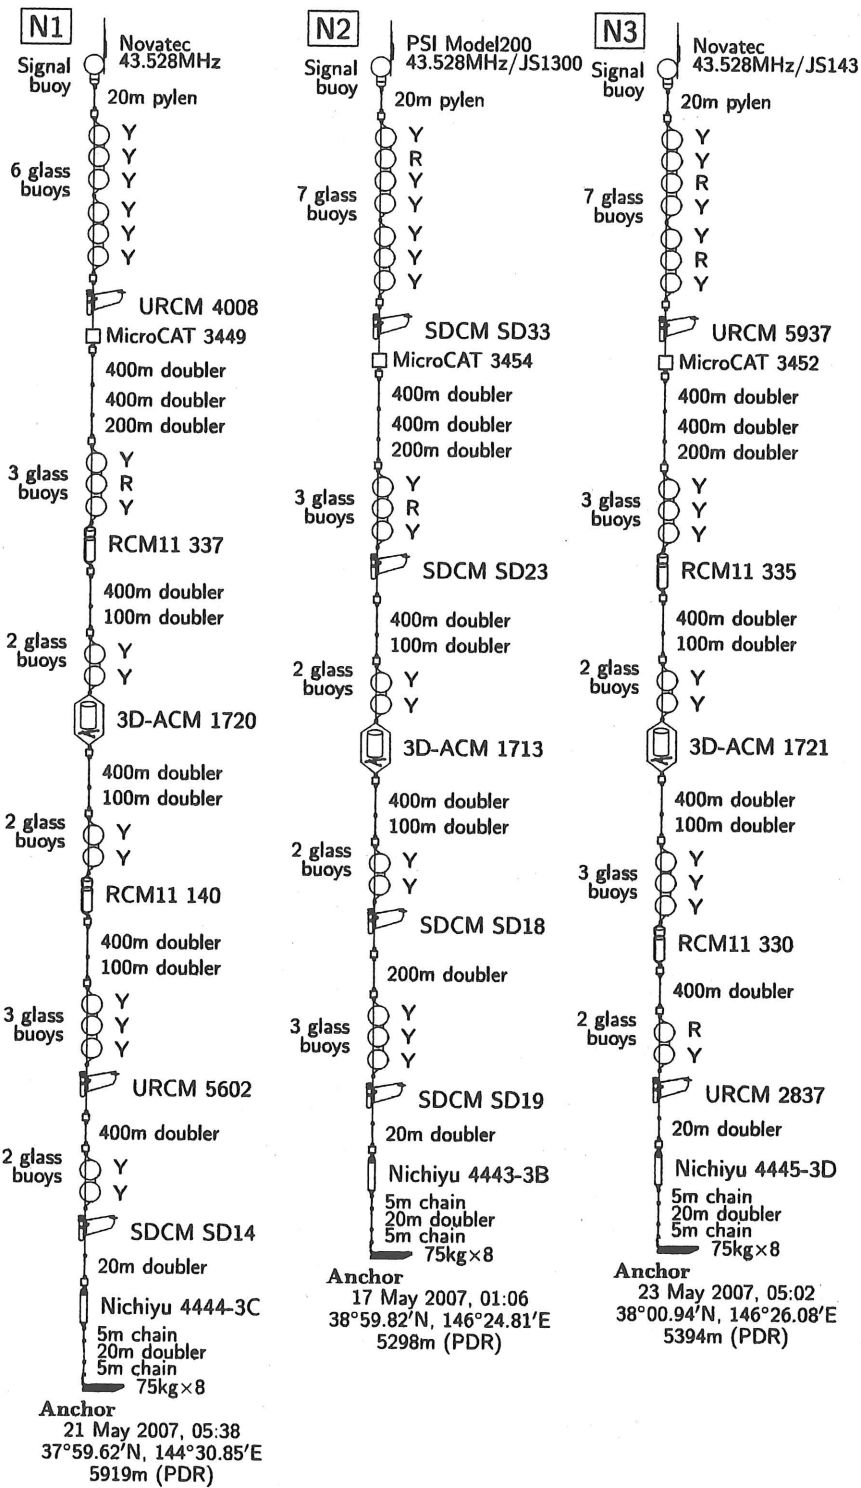 N1
Novatec
43.528MHz
Signal
buoy
20m pylen
6 glass
buoys
Y
Y
Y
Y
Y
Y
URCM 4008
MicroCAT 3449
400m doubler
400m doubler
200m doubler
3 glass
buoys
Y
R
Y
RCM11 337
400m doubler
100m doubler
2 glass
buoys
Y
Y
3D-ACM 1720
400m doubler
100m doubler
2 glass
buoys
Y
Y
RCM11 140
400m doubler
100m doubler
3 glass
buoys
Y
Y
Y
URCM 5602
400m doubler
2 glass
buoys
Y
Y
SDCM SD14
20m doubler
Nichiyu 4444-3C
5m chain
20m doubler
5m chain
75kg×8
Anchor
21 May 2007, 05:38
37°59.62′N, 144°30.85′E
5919m (PDR)
N2
PSI Model200
43.528MHz/JS1300
Signal
buoy
20m pylen
7 glass
buoys
Y
R
Y
Y
Y
Y
Y
SDCM SD33
MicroCAT 3454
400m doubler
400m doubler
200m doubler
3 glass
buoys
Y
R
Y
SDCM SD23
400m doubler
100m doubler
2 glass
buoys
Y
Y
3D-ACM 1713
400m doubler
100m doubler
2 glass
buoys
Y
Y
SDCM SD18
200m doubler
3 glass
buoys
Y
Y
Y
SDCM SD19
20m doubler
Nichiyu 4443-3B
5m chain
20m doubler
5m chain
75kg×8
Anchor
17 May 2007, 01:06
38°59.82′N, 146°24.81′E
5298m (PDR)
N3
Novatec
43.528MHz/JS143
Signal
buoy
20m pylen
7 glass
buoys
Y
Y
R
Y
Y
R
Y
URCM 5937
MicroCAT 3452
400m doubler
400m doubler
200m doubler
3 glass
buoys
Y
Y
Y
RCM11 335
400m doubler
100m doubler
2 glass
buoys
Y
Y
3D-ACM 1721
400m doubler
100m doubler
3 glass
buoys
Y
Y
Y
RCM11 330
400m doubler
2 glass
buoys
R
Y
URCM 2837
20m doubler
Nichiyu 4445-3D
5m chain
20m doubler
5m chain
75kg×8
Anchor
23 May 2007, 05:02
38°00.94′N, 146°26.08′E
5394m (PDR)